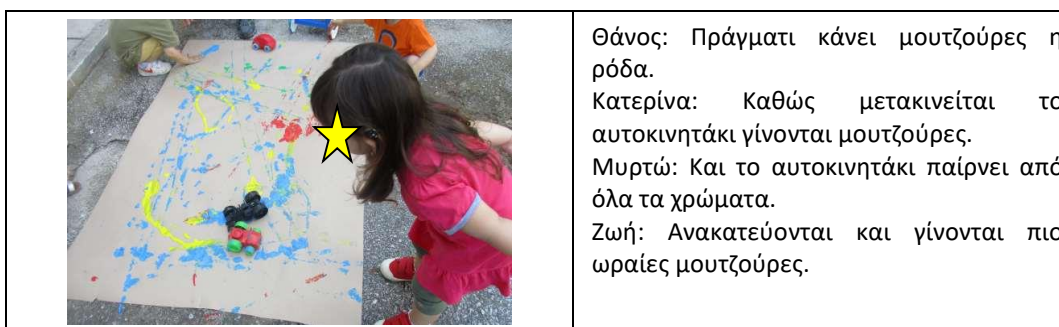 Θάνος: Πράγματι κάνει μουτζούρες η
ρόδα.
Κατερίνα: Καθώς μετακινείται το
αυτοκινητάκι γίνονται μουτζούρες.
Μυρτώ: Και το αυτοκινητάκι παίρνει από
όλα τα χρώματα.
Ζωή: Ανακατεύονται και γίνονται πιο
ωραίες μουτζούρες.